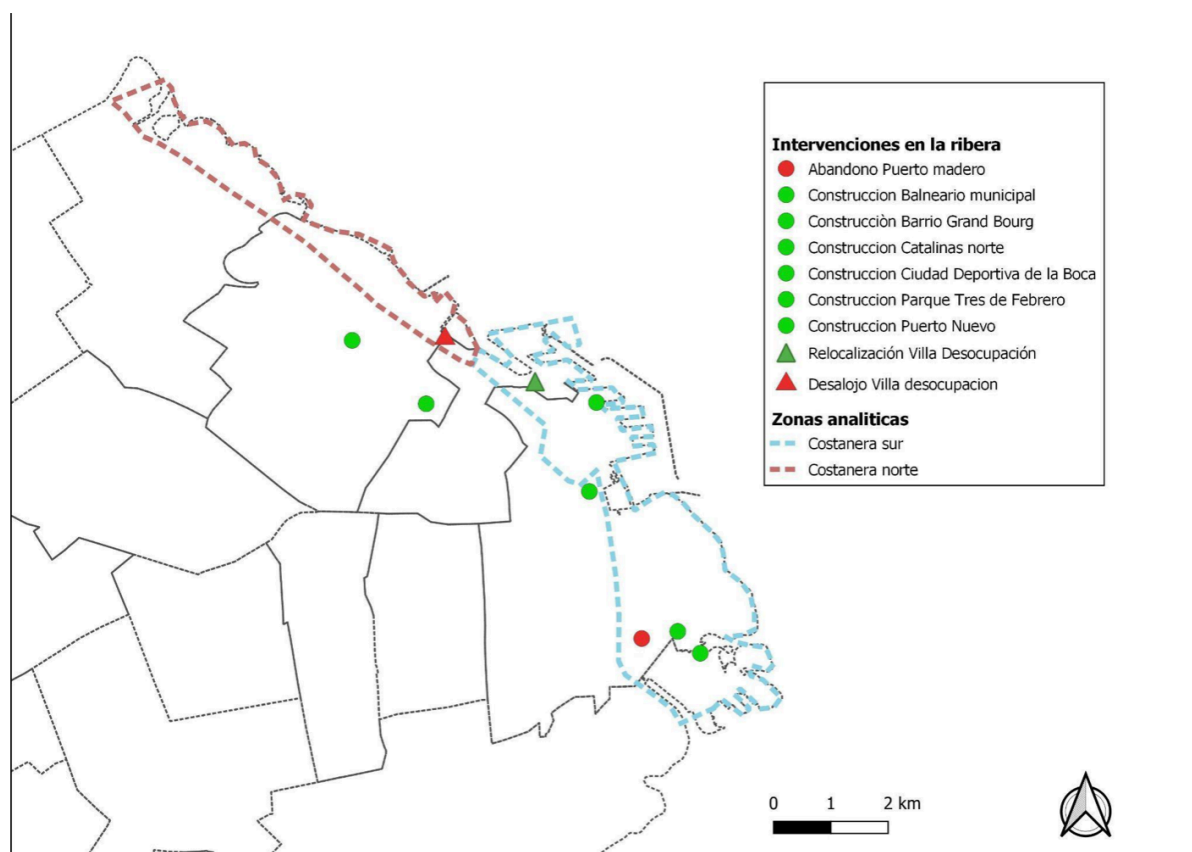 Intervenciones en la ribera
Abandono Puerto madero
Construccion Balneario municipal
Construcciòn Barrio Grand Bourg
Construccion Catalinas norte
Construccion Ciudad Deportiva de la Boca
Construccion Parque Tres de Febrero
Construccion Puerto Nuevo
Relocalización Villa Desocupación
Desalojo Villa desocupacion
Zonas analiticas
Costanera sur
Costanera norte
0 1 2 km